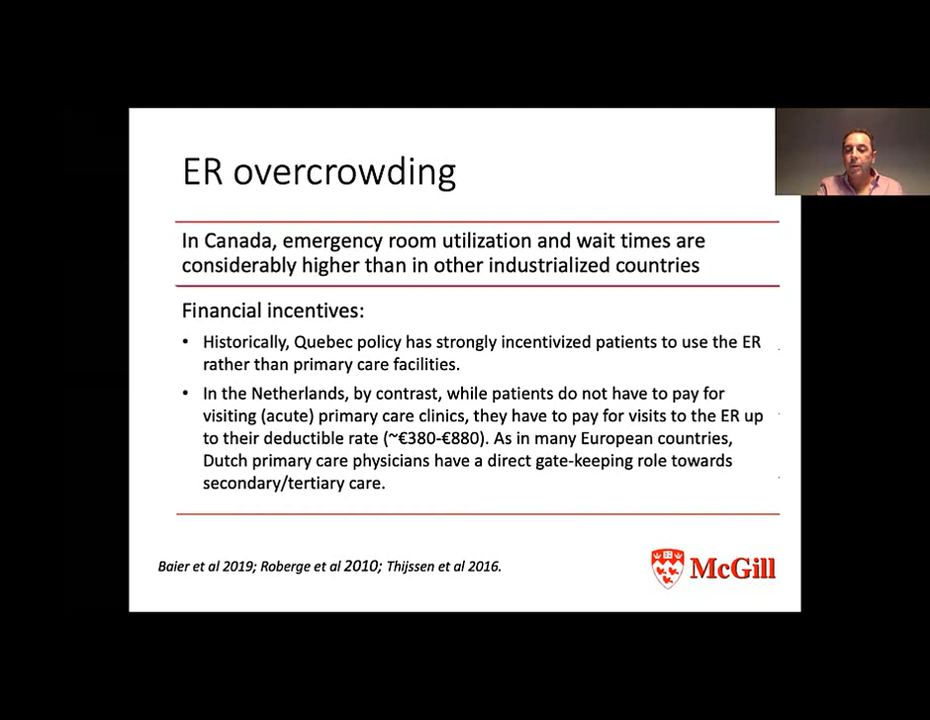 ER overcrowding
In Canada, emergency room utilization and wait times are
considerably higher than in other industrialized countries
Financial incentives:
• Historically, Quebec policy has strongly incentivized patients to use the ER
rather than primary care facilities.
• In the Netherlands, by contrast, while patients do not have to pay for
visiting (acute) primary care clinics, they have to pay for visits to the ER up
to their deductible rate (~€380-€880). As in many European countries,
Dutch primary care physicians have a direct gate-keeping role towards
secondary/tertiary care.
Baier et al 2019; Roberge et al 2010; Thijssen et al 2016.
McGill